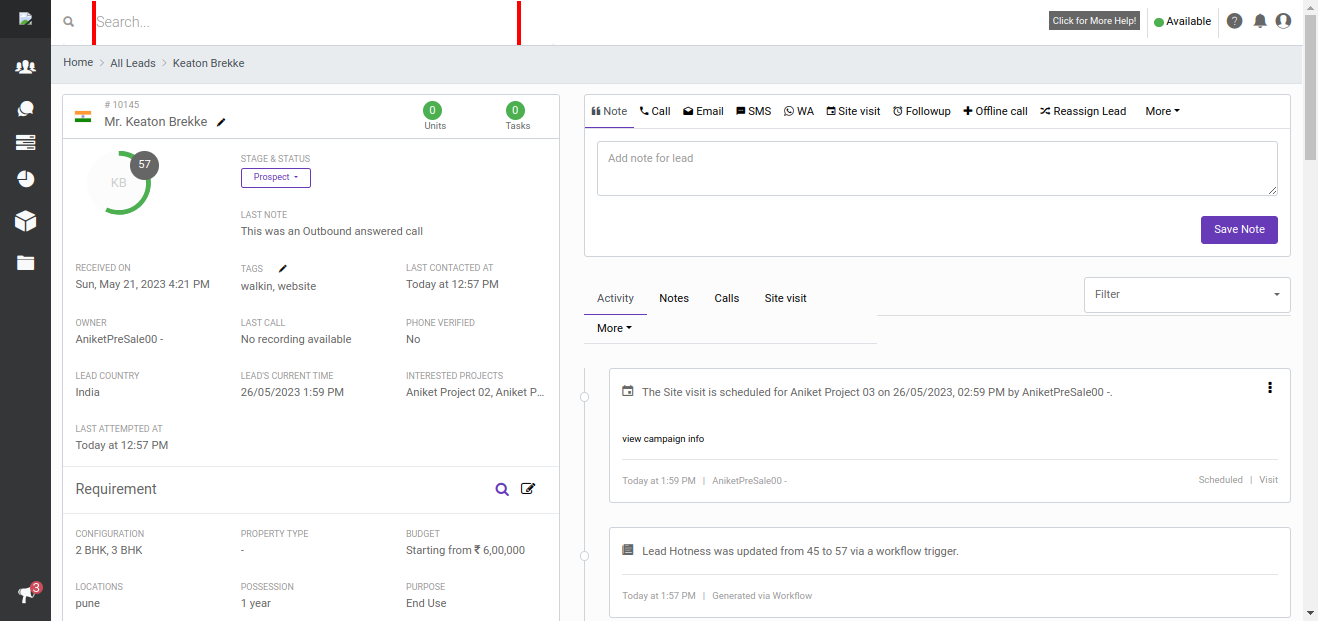 Search...
Click for More Help!
Available
?
Home > All Leads > Keaton Brekke
# 10145
Mr. Keaton Brekke
0
Units
0
Tasks
KB
57
STAGE & STATUS
Prospect
LAST NOTE
This was an Outbound answered call
RECEIVED ON
Sun, May 21, 2023 4:21 PM
TAGS
walkin, website
LAST CONTACTED AT
Today at 12:57 PM
OWNER
AniketPreSale00 -
LAST CALL
No recording available
PHONE VERIFIED
No
LEAD COUNTRY
India
LEAD'S CURRENT TIME
26/05/2023 1:59 PM
INTERESTED PROJECTS
Aniket Project 02, Aniket P...
LAST ATTEMPTED AT
Today at 12:57 PM
Requirement
CONFIGURATION
2 BHK, 3 BHK
PROPERTY TYPE
-
BUDGET
Starting from ₹ 6,00,000
LOCATIONS
pune
POSSESSION
1 year
PURPOSE
End Use
3
Note Call Email SMS WA Site visit Followup Offline call Reassign Lead More
Add note for lead
Save Note
Activity Notes Calls Site visit
More
Filter
The Site visit is scheduled for Aniket Project 03 on 26/05/2023, 02:59 PM by AniketPreSale00 -.
view campaign info
Today at 1:59 PM | AniketPreSale00 -
Scheduled | Visit
Lead Hotness was updated from 45 to 57 via a workflow trigger.
Today at 1:57 PM | Generated via Workflow